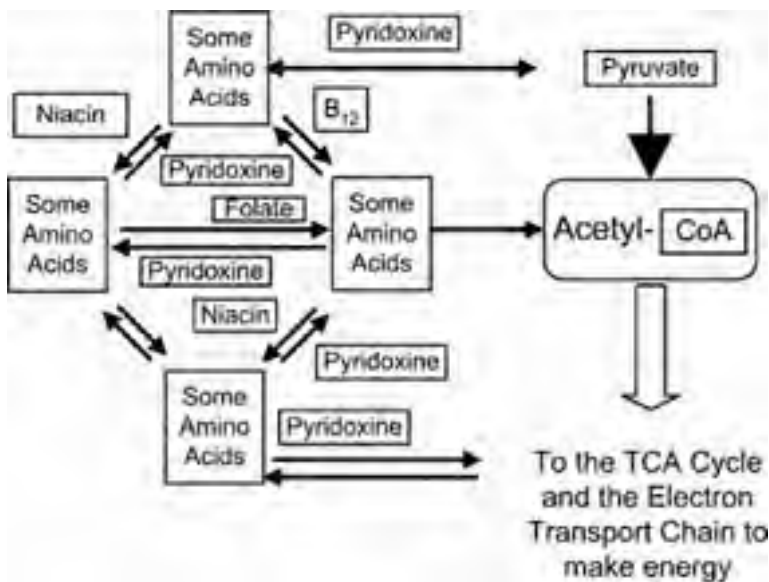 Some
Amino
Acids
Pyridoxine
Pyruvate
Niacin
B12
Pyridoxine
Some
Amino
Acids
Folate
Some
Amino
Acids
Acetyl- CoA
Pyridoxine
Niacin
Pyridoxine
Some
Amino
Acids
Pyridoxine
To the TCA Cycle
and the Electron
Transport Chain to
make energy